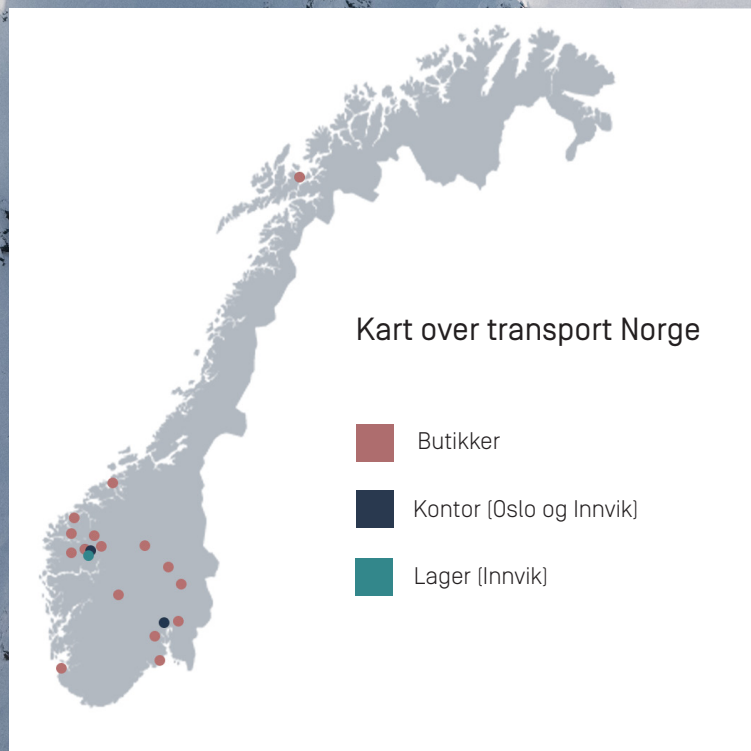 Kart over transport Norge
Butikker
Kontor (Oslo og Innvik)
Lager (Innvik)